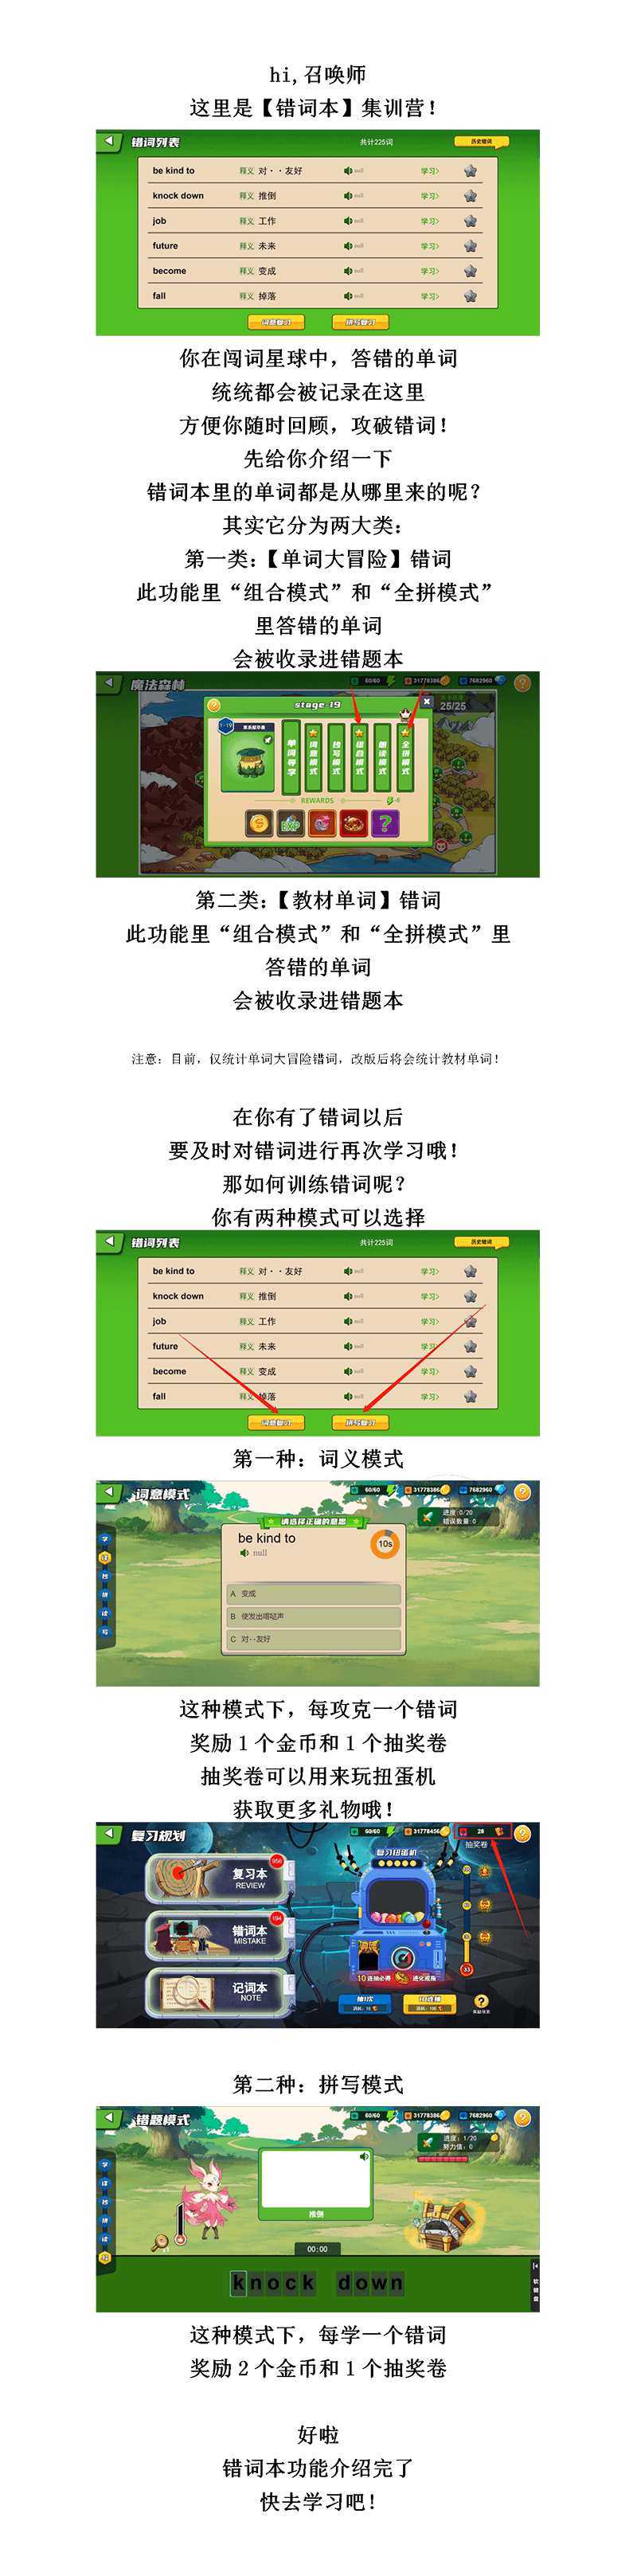 hi,召唤师
这里是【错词本】集训营！
错词列表
共计225词
历史错词
be kind to 释义 对··友好 null 学习>
knock down 释义 推倒 null 学习>
job 释义 工作 null 学习>
future 释义 未来 null 学习>
become 释义 变成 null 学习>
fall 释义 掉落 null 学习>
词意复习 拼写复习
你在闯词星球中，答错的单词
统统都会被记录在这里
方便你随时回顾，攻破错词！
先给你介绍一下
错词本里的单词都是从哪里来的呢？
其实它分为两大类：
第一类：【单词大冒险】错词
此功能里“组合模式”和“全拼模式”
里答错的单词
会被收录进错题本
魔法森林
60/60 31778386 7682960
stage-19
25/25
1-19
单词导学
词意模式
抄写模式
组合模式
朗读模式
全拼模式
REWARDS
-6
EXP
第二类：【教材单词】错词
此功能里“组合模式”和“全拼模式”里
答错的单词
会被收录进错题本
注意：目前，仅统计单词大冒险错词，改版后将会统计教材单词！
在你有了错词以后
要及时对错词进行再次学习哦！
那如何训练错词呢？
你有两种模式可以选择
错词列表
共计225词
历史错词
be kind to 释义 对··友好 null 学习>
knock down 释义 推倒 null 学习>
job 释义 工作 null 学习>
future 释义 未来 null 学习>
become 释义 变成 null 学习>
fall 释义 掉落 null 学习>
词意复习 拼写复习
第一种：词义模式
词意模式
60/60 31778386 7682960
进度:0/20
错误数量:0
请选择正确的意思
be kind to
null
10s
A 变成
B 使发出嗒哒声
C 对··友好
学
译
抄
拼
读
写
这种模式下，每攻克一个错词
奖励1个金币和1个抽奖卷
抽奖卷可以用来玩扭蛋机
获取更多礼物哦！
复习规划
60/60 31778456 28
抽奖卷
复习扭蛋机
复习本
REVIEW
956
错词本
MISTAKE
194
记词本
NOTE
33
10连抽必得 进化戒指
抽1次
消耗：10
10连抽
消耗：100
第二种：拼写模式
错题模式
60/60 31778386 7682960
进度：1/20
努力值：0
学
译
抄
拼
读
推倒
00:00
knock down
软键盘
这种模式下，每学一个错词
奖励2个金币和1个抽奖卷
好啦
错词本功能介绍完了
快去学习吧！